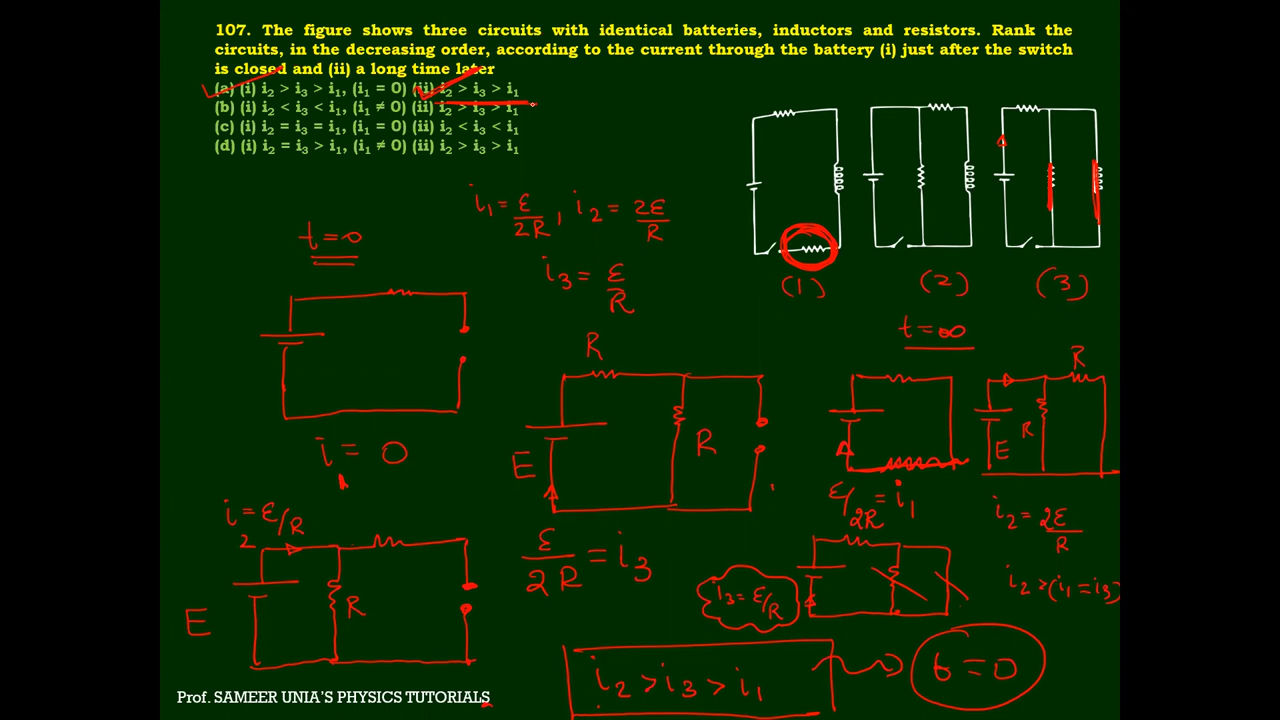 107. The figure shows three circuits with identical batteries, inductors and resistors. Rank the
circuits, in the decreasing order, according to the current through the battery (i) just after the switch
is closed and (ii) a long time later
(a) (i) i₂ > i₃ > i₁, (i₁ = 0) (ii) i₂ > i₃ > i₁
(b) (i) i₂ < i₃ < i₁, (i₁ ≠ 0) (ii) i₂ > i₃ > i₁
(c) (i) i₂ = i₃ = i₁, (i₁ = 0) (ii) i₂ < i₃ < i₁
(d) (i) i₂ = i₃ > i₁, (i₁ ≠ 0) (ii) i₂ > i₃ > i₁
i₁ = ε/2R, i₂ = 2ε/R
t = 0
i₃ = ε/R
(1) (2) (3)
t = ∞
R
R
E
R
R
E
i₁ = 0
ε/2R = i₁
i₂ = 2ε/R
i₂ = ε/R
ε/2R = i₃
i₃ = ε/R
i₂ > (i₁ = i₃)
E
R
i₂ > i₃ > i₁
t = 0
Prof. SAMEER UNIA'S PHYSICS TUTORIALS